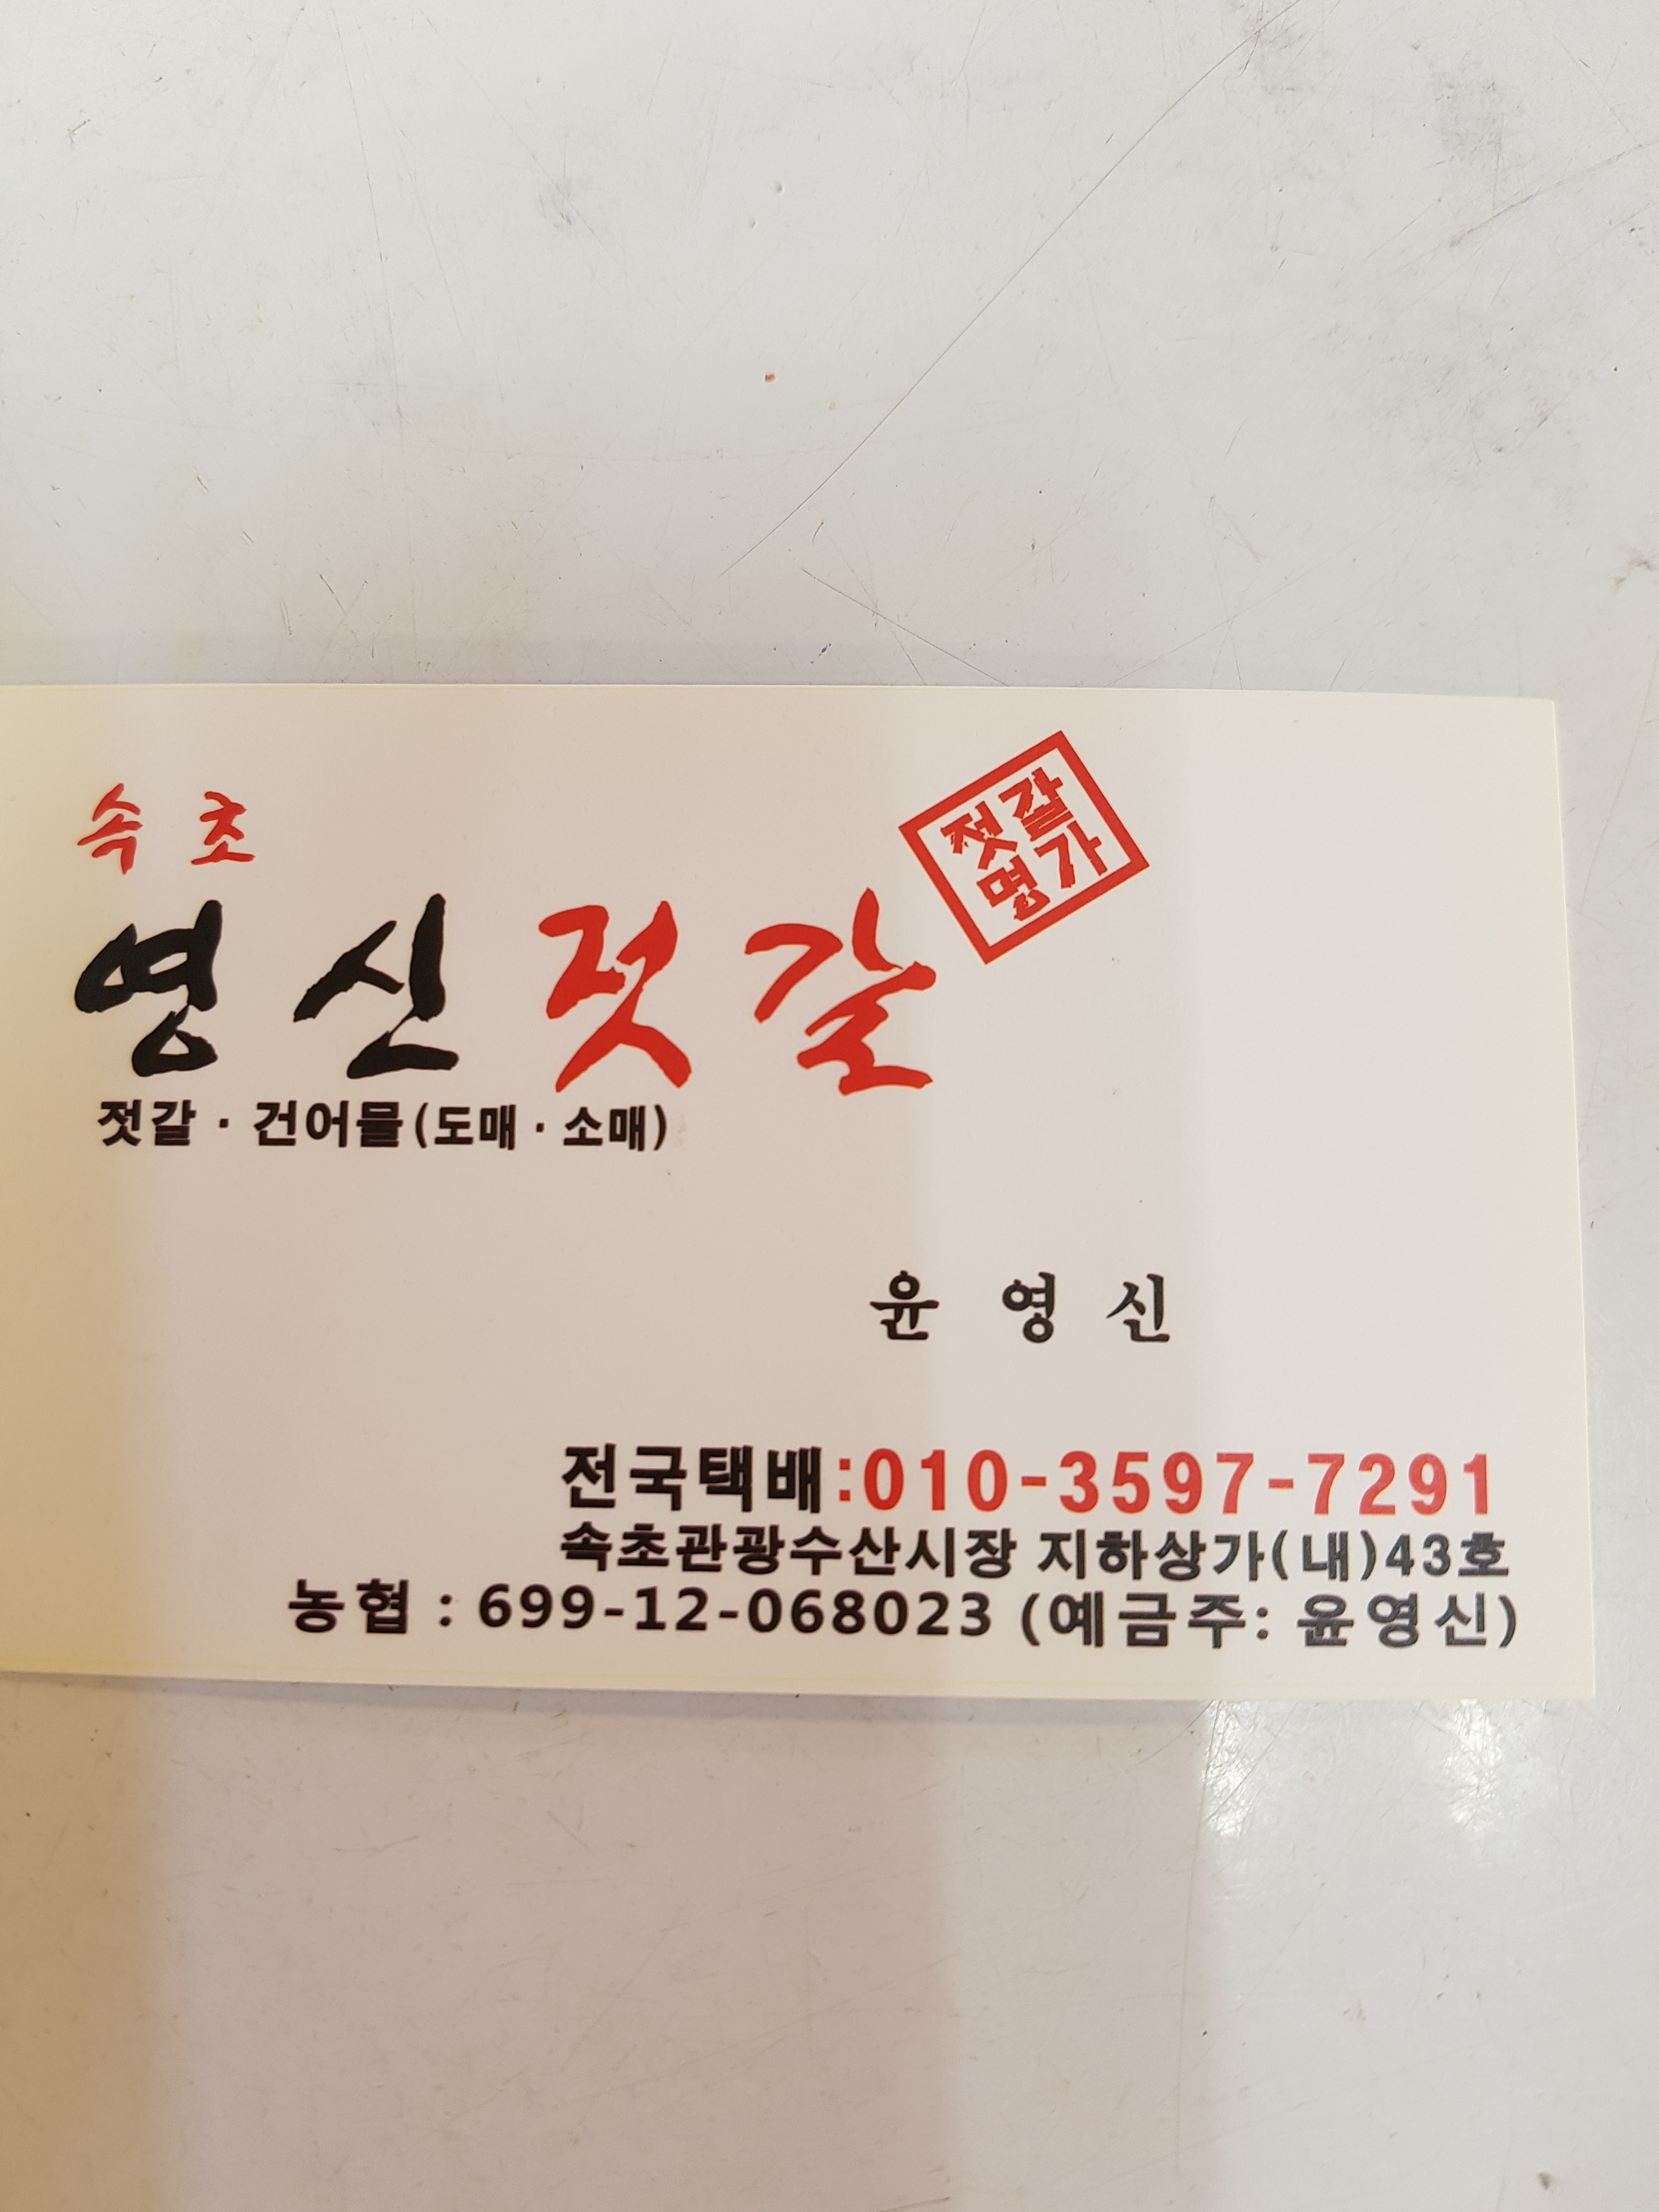 속초
영신젓갈
젓갈
명가
젓갈 · 건어물(도매 · 소매)
윤 영 신
전국택배:010-3597-7291
속초관광수산시장 지하상가(내)43호
농협 : 699-12-068023 (예금주: 윤영신)